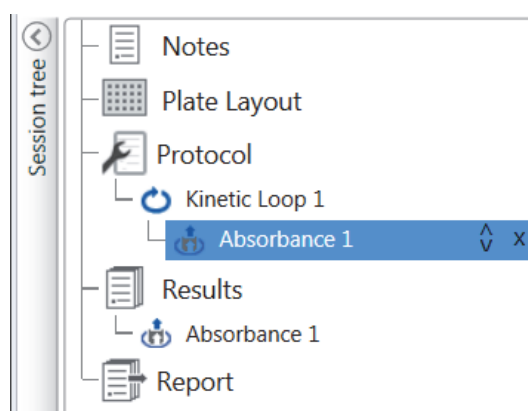 Session tree
Notes
Plate Layout
Protocol
Kinetic Loop 1
Absorbance 1 x
Results
Absorbance 1
Report